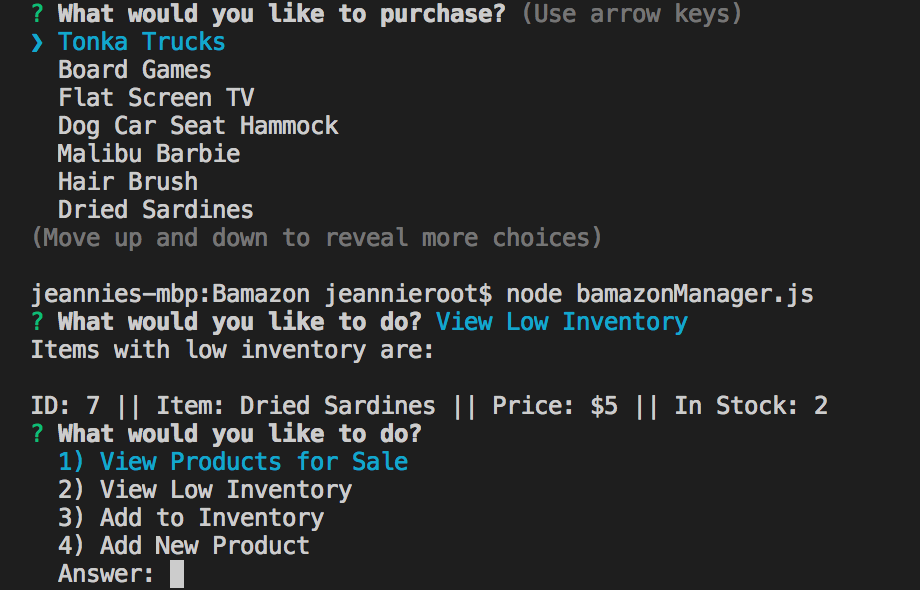 ? What would you like to purchase? (Use arrow keys)
❯ Tonka Trucks
Board Games
Flat Screen TV
Dog Car Seat Hammock
Malibu Barbie
Hair Brush
Dried Sardines
(Move up and down to reveal more choices)
jeannies-mbp:Bamazon jeannieroot$ node bamazonManager.js
? What would you like to do? View Low Inventory
Items with low inventory are:
ID: 7 || Item: Dried Sardines || Price: $5 || In Stock: 2
? What would you like to do?
1) View Products for Sale
2) View Low Inventory
3) Add to Inventory
4) Add New Product
Answer: